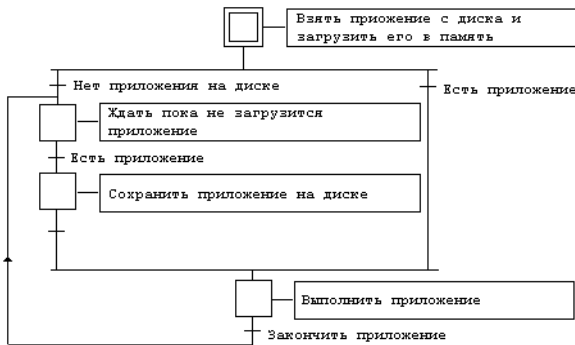 Взять приожение с диска и
загрузить его в память
Нет приложения на диске
Есть приложение
Ждать пока не загрузится
приложение
Есть приложение
Сохранить приложение на диске
Выполнить приложение
Закончить приложение